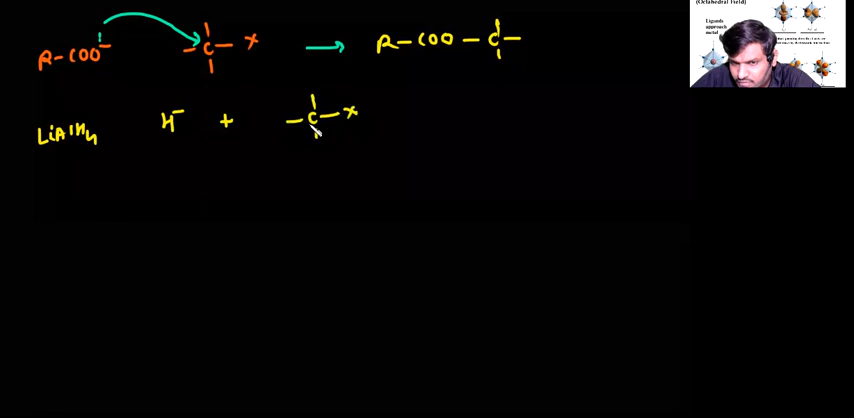 (Octahedral Field)
Ligands
approach
metal
R-COO⁻ -C- X → R-COO-C-
LiAlH4 H⁻ + -C-X